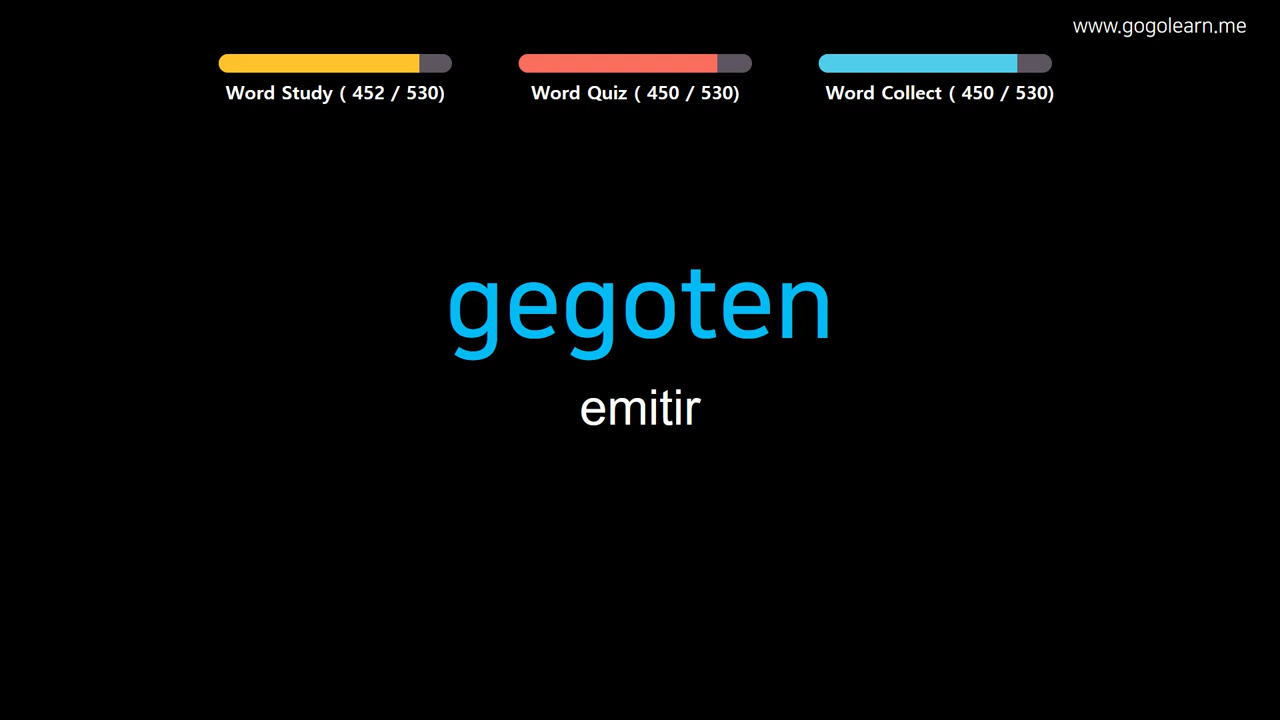 www.gogolearn.me
Word Study ( 452 / 530)
Word Quiz ( 450 / 530)
Word Collect ( 450 / 530)
gegoten
emitir